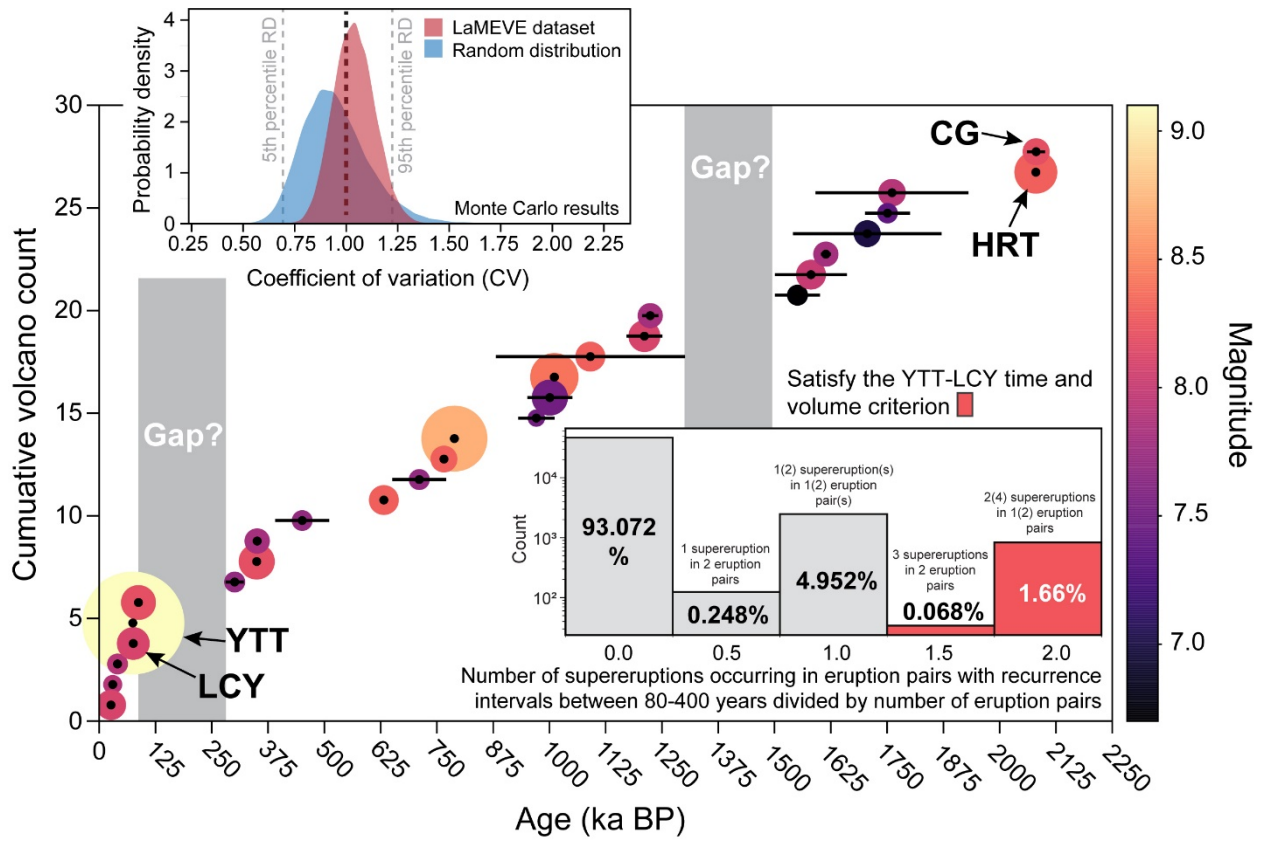 Probability density
4
3
2
1
0
5th percentile RD
95th percentile RD
LaMEVE dataset
Random distribution
Monte Carlo results
0.25 0.50 0.75 1.00 1.25 1.50 1.75 2.00 2.25
Coefficient of variation (CV)
Cumuative volcano count
30
25
20
15
10
5
0
Gap?
Gap?
CG
HRT
YTT
LCY
Satisfy the YTT-LCY time and
volume criterion
Count
10⁴
10³
10²
93.072
%
1 supereruption
in 2 eruption
pairs
0.248%
1(2) supereruption(s)
in 1(2) eruption
pair(s)
4.952%
3 supereruptions
in 2 eruption
pairs
0.068%
2(4) supereruptions
in 1(2) eruption
pairs
1.66%
0.0 0.5 1.0 1.5 2.0
Number of supereruptions occurring in eruption pairs with recurrence
intervals between 80-400 years divided by number of eruption pairs
0 125 250 375 500 625 750 875 1000 1125 1250 1375 1500 1625 1750 1875 2000 2125 2250
Age (ka BP)
9.0
8.5
8.0
7.5
7.0
Magnitude